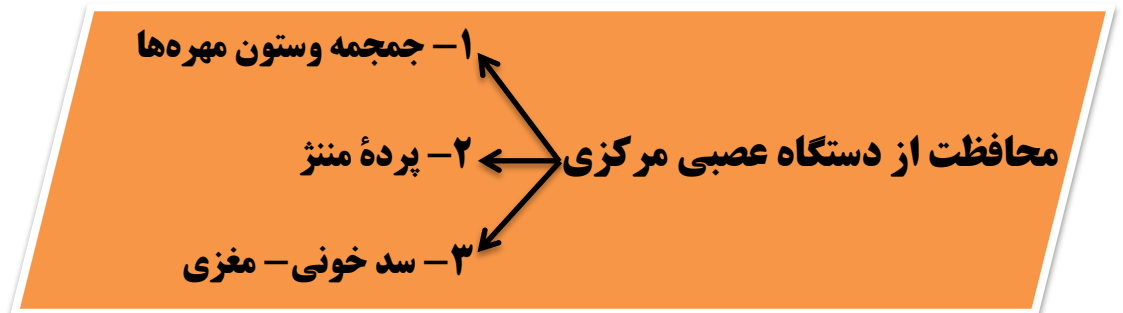 ۱– جمجمه وستون مهره‌ها
محافظت از دستگاه عصبی مرکزی
۲– پردهٔ مننژ
۳– سد خونی– مغزی